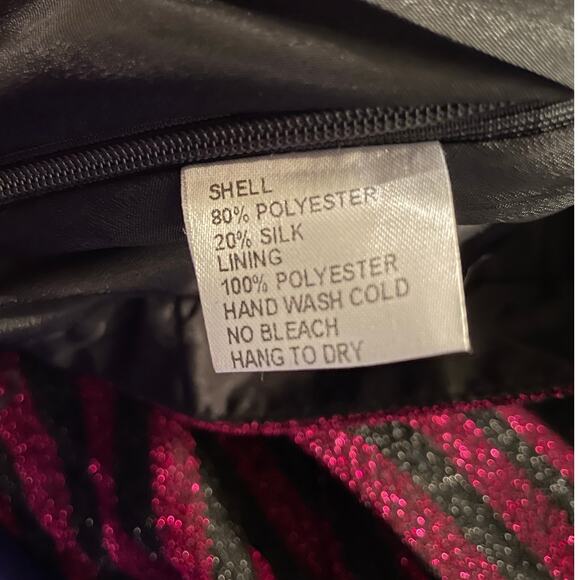 SHELL
80% POLYESTER
20% SILK
LINING
100% POLYESTER
HAND WASH COLD
NO BLEACH
HANG TO DRY